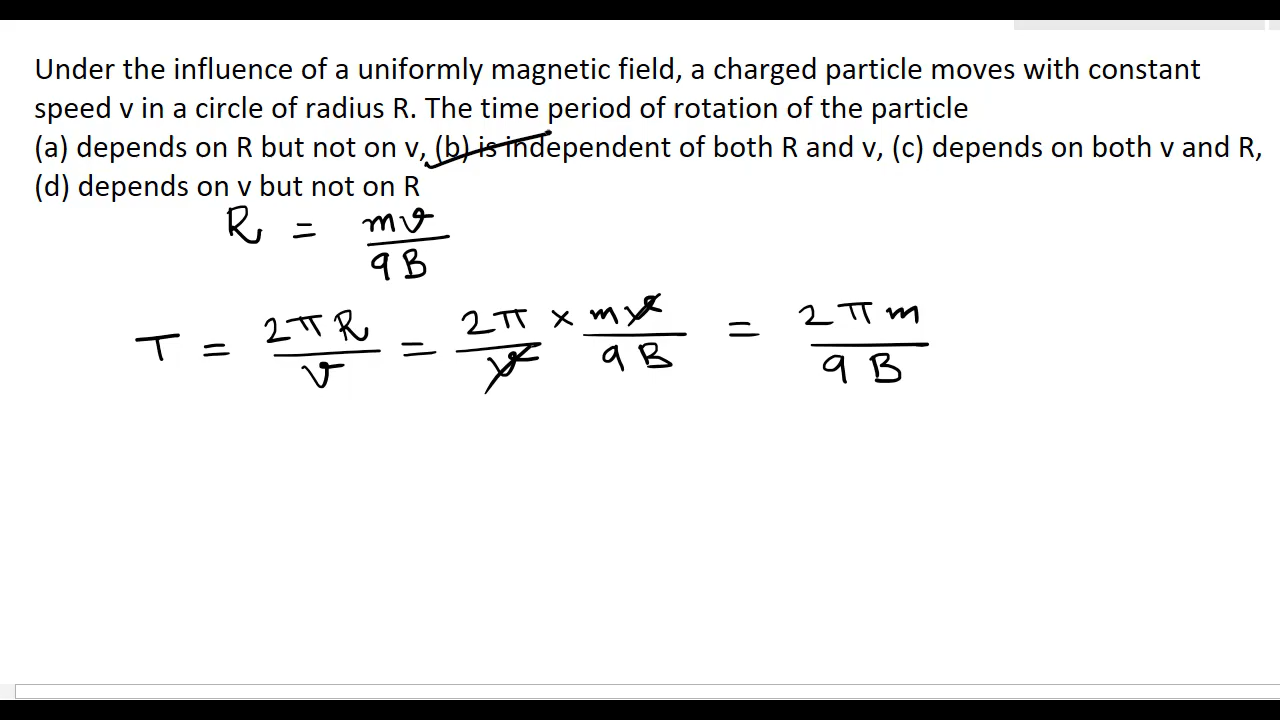 Under the influence of a uniformly magnetic field, a charged particle moves with constant
speed v in a circle of radius R. The time period of rotation of the particle
(a) depends on R but not on v, (b) is independent of both R and v, (c) depends on both v and R,
(d) depends on v but not on R
R = mv/qB
T = 2πR/v = 2π/v × mv/qB = 2πm/qB